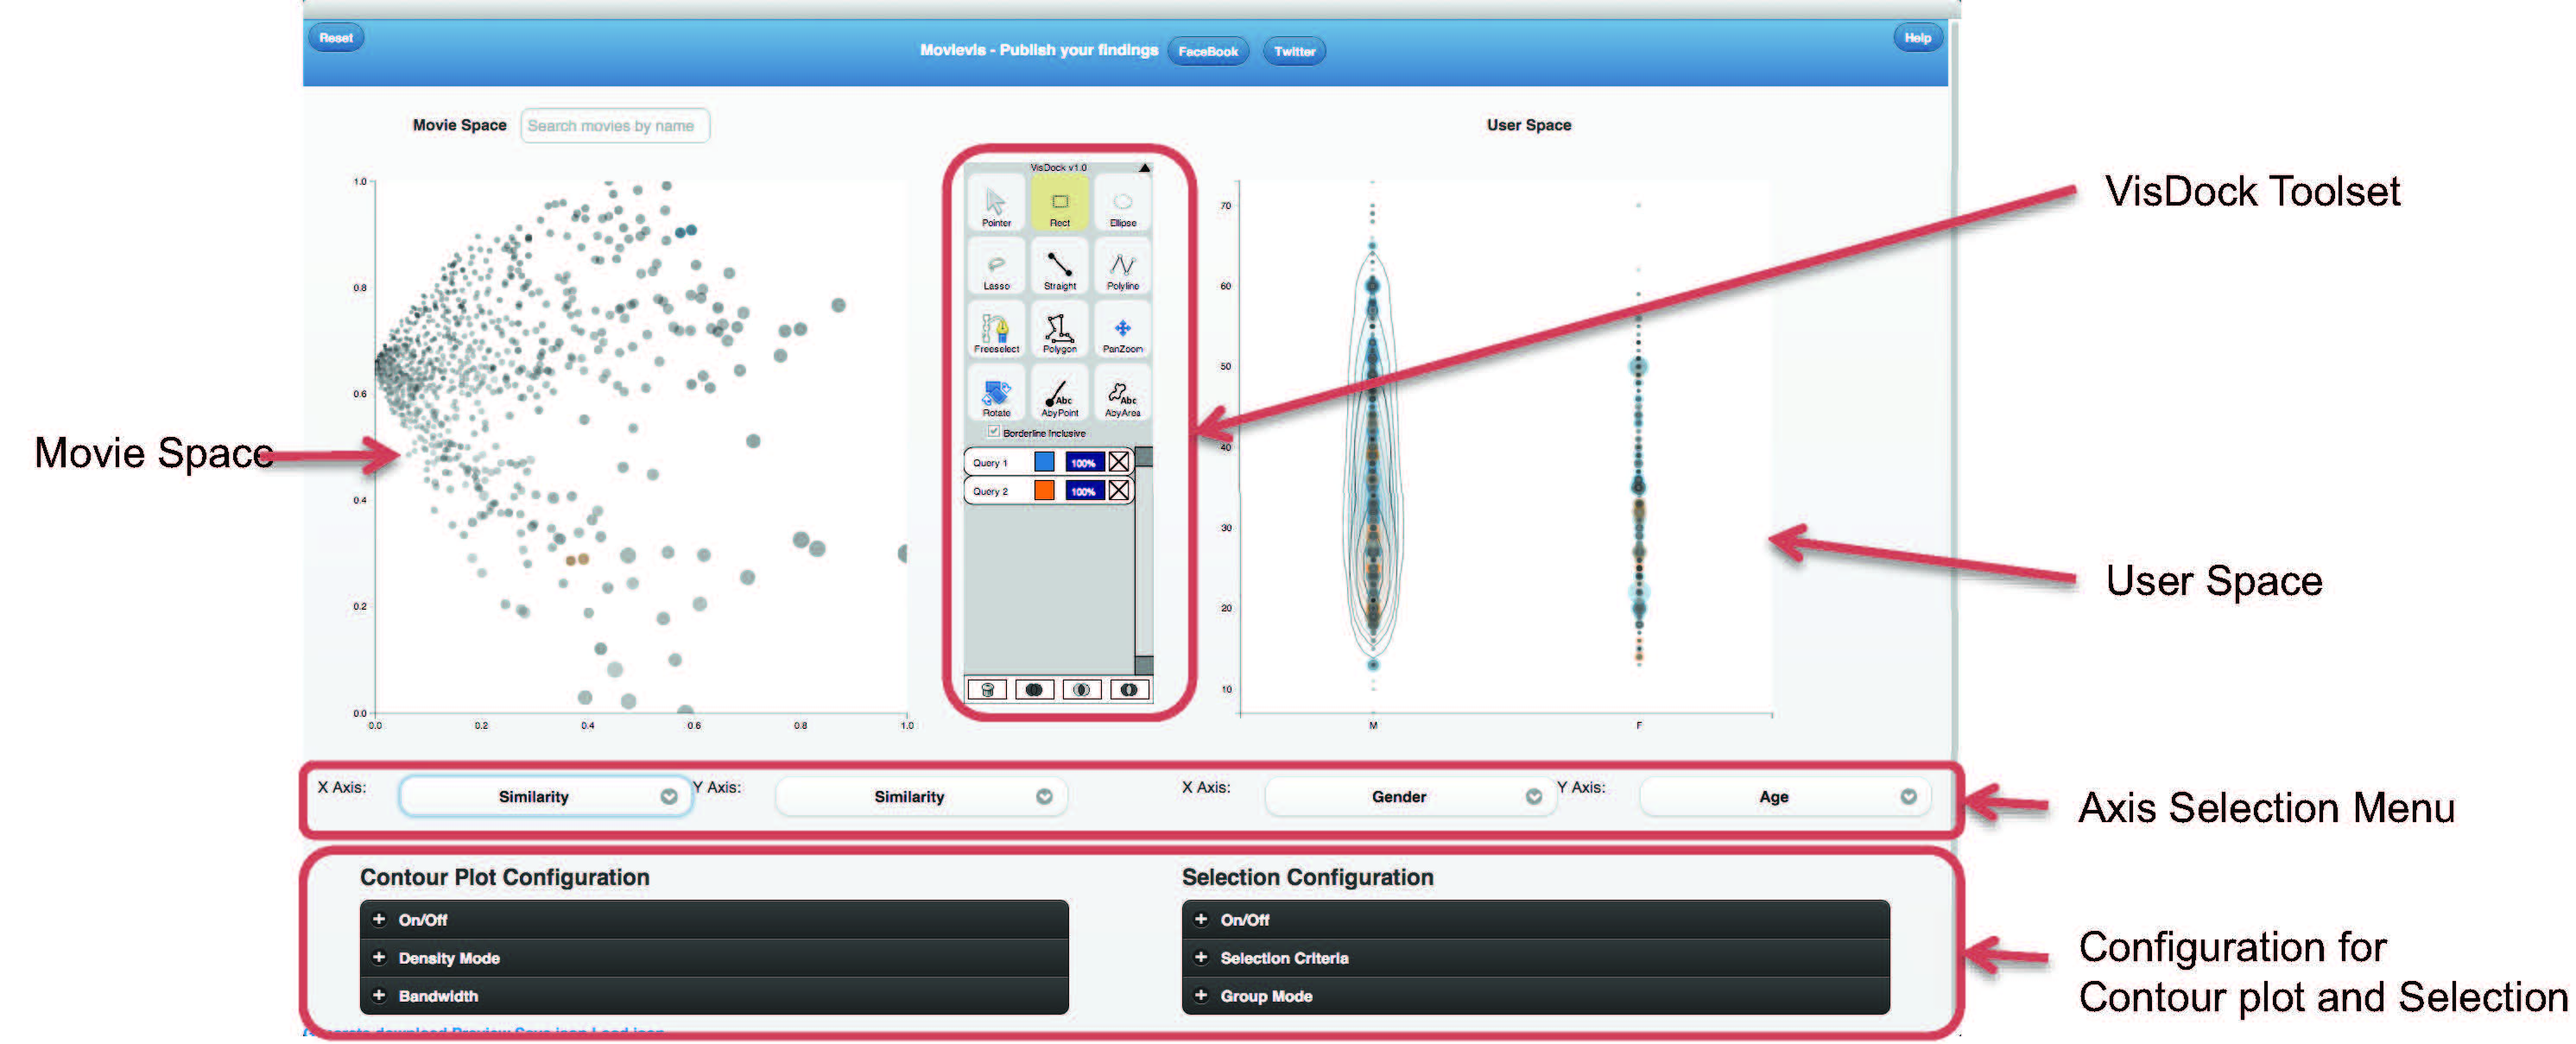 Reset
Movievis - Publish your findings FaceBook Twitter
Help
Movie Space Search movies by name
User Space
VisDock v1.0
Pointer Rect Ellipse
Lasso Straight Polyline
Freeselect Polygon PanZoom
Rotate AbyPoint AbyArea
Abc Abc
Borderline Inclusive
Query 1 100%
Query 2 100%
1.0
0.8
0.6
0.4
0.2
0.0
0.0 0.2 0.4 0.6 0.8 1.0
70
60
50
40
30
20
10
M F
VisDock Toolset
Movie Space
User Space
X Axis: Similarity Y Axis: Similarity X Axis: Gender Y Axis: Age
Axis Selection Menu
Contour Plot Configuration
On/Off
Density Mode
Bandwidth
Selection Configuration
On/Off
Selection Criteria
Group Mode
Configuration for
Contour plot and Selection